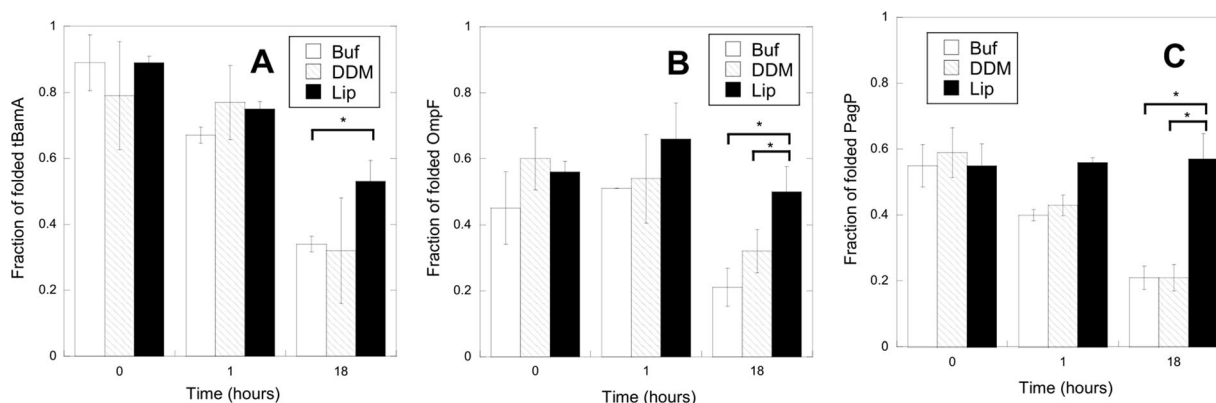 A
Buf
DDM
Lip
*
1
0.8
0.6
0.4
0.2
0
Fraction of folded tBamA
0 1 18
Time (hours)
B
Buf
DDM
Lip
*
*
1
0.8
0.6
0.4
0.2
0
Fraction of folded OmpF
0 1 18
Time (hours)
C
Buf
DDM
Lip
*
*
1
0.8
0.6
0.4
0.2
0
Fraction of folded PagP
0 1 18
Time (hours)